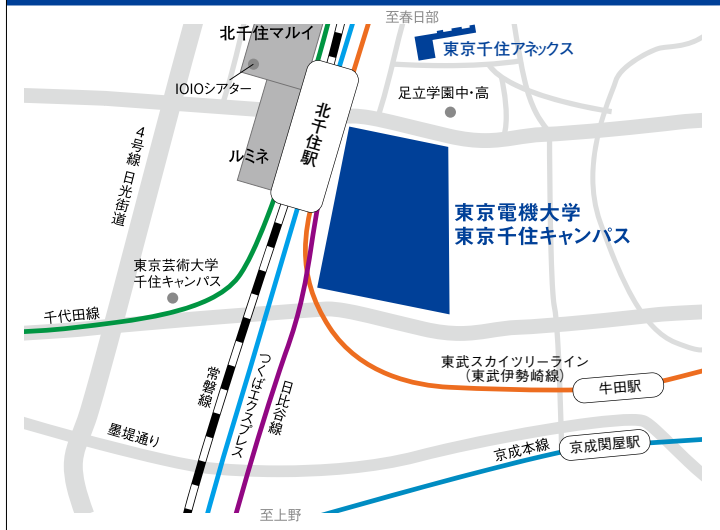 至春日部
北千住マルイ
東京千住アネックス
IOIOシアター
足立学園中・高
北千住駅
4号線 日光街道
ルミネ
東京電機大学
東京千住キャンパス
東京芸術大学
千住キャンパス
千代田線
東武スカイツリーライン
(東武伊勢崎線)
牛田駅
常磐線
つくばエクスプレス
日比谷線
墨堤通り
京成本線
京成関屋駅
至上野